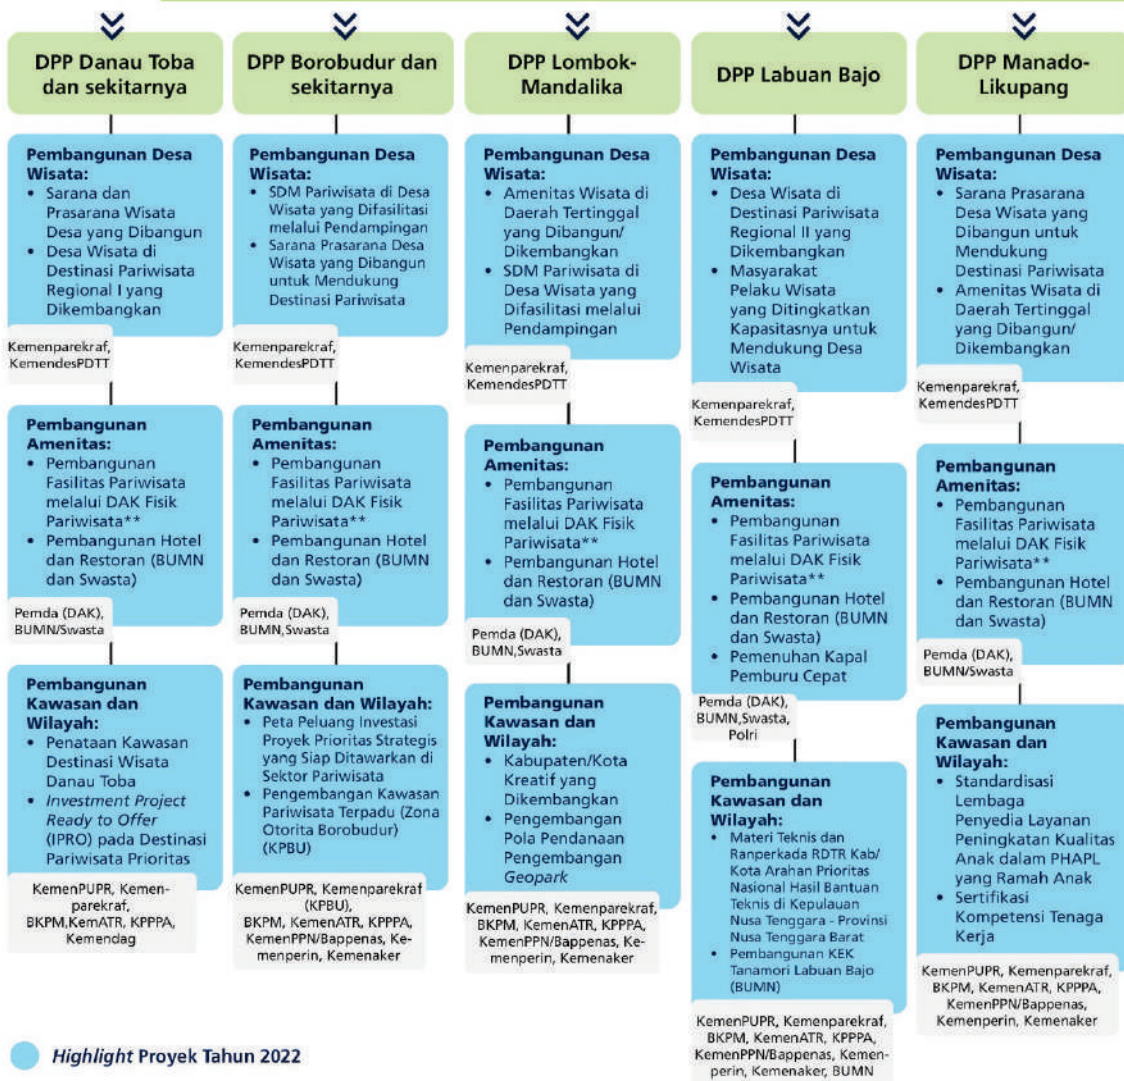 DPP Danau Toba
dan sekitarnya
Pembangunan Desa
Wisata:
• Sarana dan
Prasarana Wisata
Desa yang Dibangun
• Desa Wisata di
Destinasi Pariwisata
Regional I yang
Dikembangkan
Kemenparekraf,
KemendesPDTT
Pembangunan
Amenitas:
• Pembangunan
Fasilitas Pariwisata
melalui DAK Fisik
Pariwisata**
• Pembangunan Hotel
dan Restoran (BUMN
dan Swasta)
Pemda (DAK),
BUMN/Swasta
Pembangunan
Kawasan dan
Wilayah:
• Penataan Kawasan
Destinasi Wisata
Danau Toba
• Investment Project
Ready to Offer
(IPRO) pada Destinasi
Pariwisata Prioritas
KemenPUPR, Kemen-
parekraf,
BKPM,KemATR, KPPPA,
Kemendag
DPP Borobudur dan
sekitarnya
Pembangunan Desa
Wisata:
• SDM Pariwisata di Desa
Wisata yang Difasilitasi
melalui Pendampingan
• Sarana Prasarana Desa
Wisata yang Dibangun
untuk Mendukung
Destinasi Pariwisata
Kemenparekraf,
KemendesPDTT
Pembangunan
Amenitas:
• Pembangunan
Fasilitas Pariwisata
melalui DAK Fisik
Pariwisata**
• Pembangunan Hotel
dan Restoran (BUMN
dan Swasta)
Pemda (DAK),
BUMN,Swasta
Pembangunan
Kawasan dan Wilayah:
• Peta Peluang Investasi
Proyek Prioritas Strategis
yang Siap Ditawarkan di
Sektor Pariwisata
• Pengembangan Kawasan
Pariwisata Terpadu (Zona
Otorita Borobudur)
(KPBU)
KemenPUPR, Kemenparekraf
(KPBU),
BKPM, KemenATR, KPPPA,
KemenPPN/Bappenas, Ke-
menperin, Kemenaker
DPP Lombok-
Mandalika
Pembangunan Desa
Wisata:
• Amenitas Wisata di
Daerah Tertinggal
yang Dibangun/
Dikembangkan
• SDM Pariwisata di
Desa Wisata yang
Difasilitasi melalui
Pendampingan
Kemenparekraf,
KemendesPDTT
Pembangunan
Amenitas:
• Pembangunan
Fasilitas Pariwisata
melalui DAK Fisik
Pariwisata**
• Pembangunan Hotel
dan Restoran (BUMN
dan Swasta)
Pemda (DAK),
BUMN,Swasta
Pembangunan
Kawasan dan
Wilayah:
• Kabupaten/Kota
Kreatif yang
Dikembangkan
• Pengembangan
Pola Pendanaan
Pengembangan
Geopark
KemenPUPR, Kemenparekraf,
BKPM, KemenATR, KPPPA,
KemenPPN/Bappenas, Ke-
menperin, Kemenaker
DPP Labuan Bajo
Pembangunan Desa
Wisata:
• Desa Wisata di
Destinasi Pariwisata
Regional II yang
Dikembangkan
• Masyarakat
Pelaku Wisata
yang Ditingkatkan
Kapasitasnya untuk
Mendukung Desa
Wisata
Kemenparekraf,
KemendesPDTT
Pembangunan
Amenitas:
• Pembangunan
Fasilitas Pariwisata
melalui DAK Fisik
Pariwisata**
• Pembangunan Hotel
dan Restoran (BUMN
dan Swasta)
• Pemenuhan Kapal
Pemburu Cepat
Pemda (DAK),
BUMN,Swasta,
Polri
Pembangunan
Kawasan dan
Wilayah:
• Materi Teknis dan
Ranperkada RDTR Kab/
Kota Arahan Prioritas
Nasional Hasil Bantuan
Teknis di Kepulauan
Nusa Tenggara - Provinsi
Nusa Tenggara Barat
• Pembangunan KEK
Tanamori Labuan Bajo
(BUMN)
KemenPUPR, Kemenparekraf,
BKPM, KemenATR, KPPPA,
KemenPPN/Bappenas, Kemen-
perin, Kemenaker, BUMN
DPP Manado-
Likupang
Pembangunan Desa
Wisata:
• Sarana Prasarana
Desa Wisata yang
Dibangun untuk
Mendukung
Destinasi Pariwisata
• Amenitas Wisata di
Daerah Tertinggal
yang Dibangun/
Dikembangkan
Kemenparekraf,
KemendesPDTT
Pembangunan
Amenitas:
• Pembangunan
Fasilitas Pariwisata
melalui DAK Fisik
Pariwisata**
• Pembangunan Hotel
dan Restoran (BUMN
dan Swasta)
Pemda (DAK),
BUMN/Swasta
Pembangunan
Kawasan dan
Wilayah:
• Standardisasi
Lembaga
Penyedia Layanan
Peningkatan Kualitas
Anak dalam PHAPL
yang Ramah Anak
• Sertifikasi
Kompetensi Tenaga
Kerja
KemenPUPR, Kemenparekraf,
BKPM, KemenATR, KPPPA,
KemenPPN/Bappenas,
Kemenperin, Kemenaker
Highlight Proyek Tahun 2022